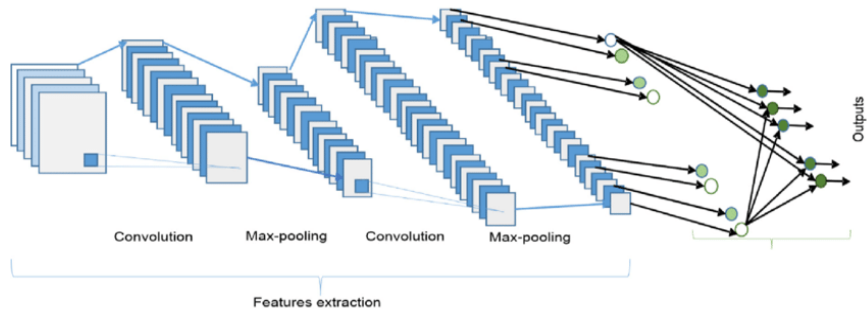 Outputs
Convolution
Max-pooling
Convolution
Max-pooling
Features extraction